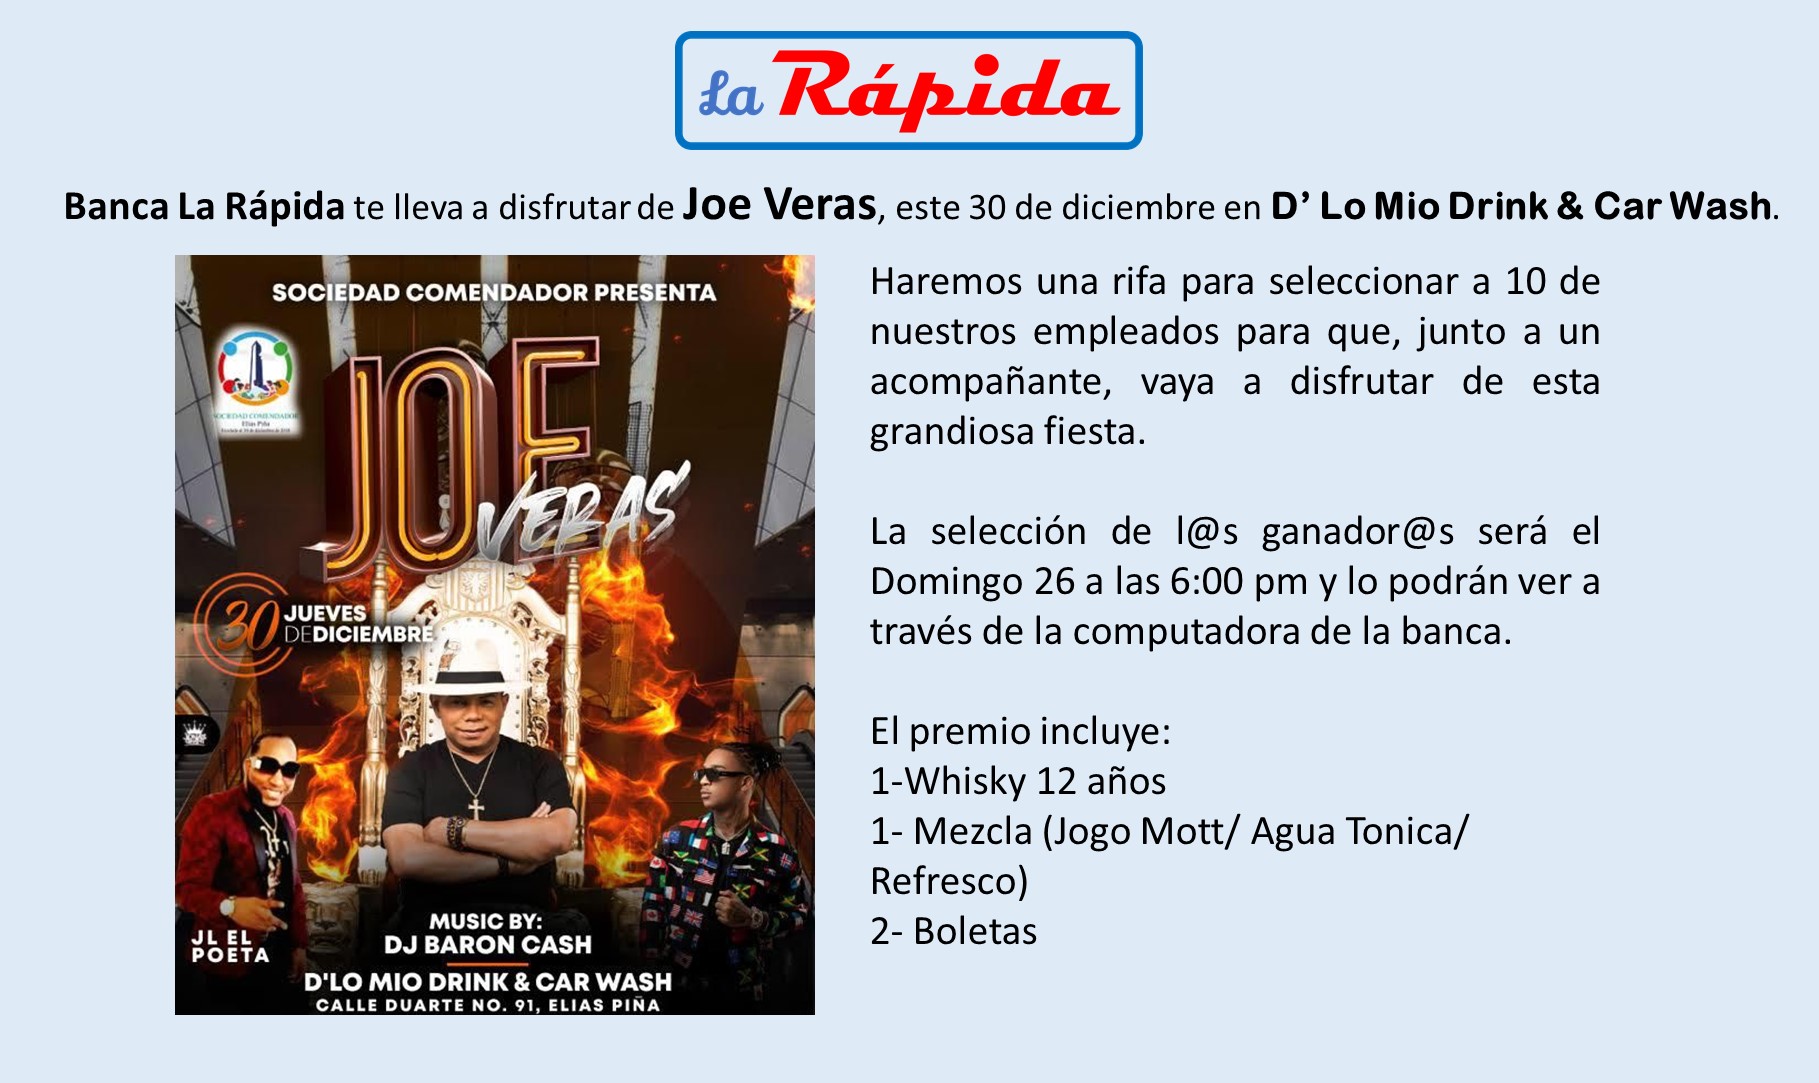 La Rápida
Banca La Rápida te lleva a disfrutar de Joe Veras, este 30 de diciembre en D’ Lo Mio Drink & Car Wash.
SOCIEDAD COMENDADOR PRESENTA
SOCIEDAD COMENDADOR
Elias Piña
JOE
VERAS
30 JUEVES
DE DICIEMBRE
JL EL
POETA
MUSIC BY:
DJ BARON CASH
D'LO MIO DRINK & CAR WASH
CALLE DUARTE NO. 91, ELIAS PIÑA
Haremos una rifa para seleccionar a 10 de
nuestros empleados para que, junto a un
acompañante, vaya a disfrutar de esta
grandiosa fiesta.
La selección de l@s ganador@s será el
Domingo 26 a las 6:00 pm y lo podrán ver a
través de la computadora de la banca.
El premio incluye:
1-Whisky 12 años
1- Mezcla (Jogo Mott/ Agua Tonica/
Refresco)
2- Boletas